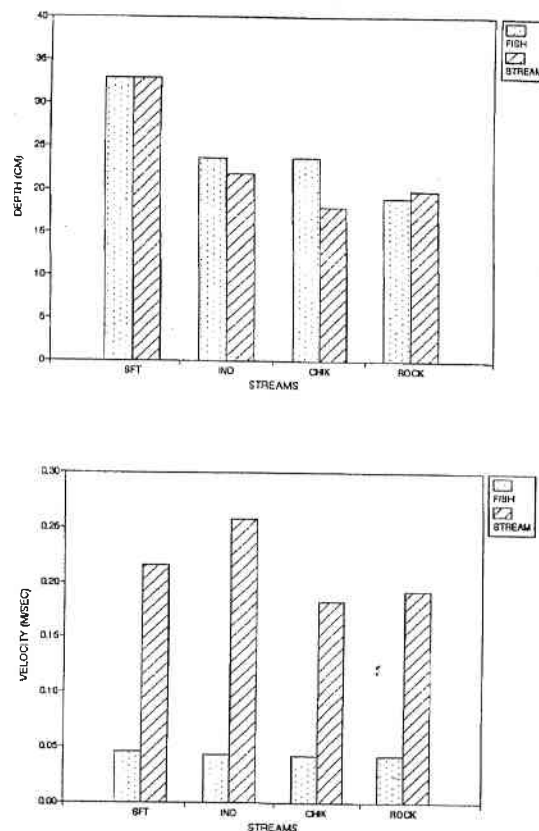 40
35
30
25
20
15
10
5
0
DEPTH (CM)
SFT IND CHIK ROCK
STREAMS
FISH
STREAM
0.30
0.25
0.20
0.15
0.10
0.05
0.00
VELOCITY (M/SEC)
SFT IND CHIK ROCK
STREAMS
FISH
STREAM